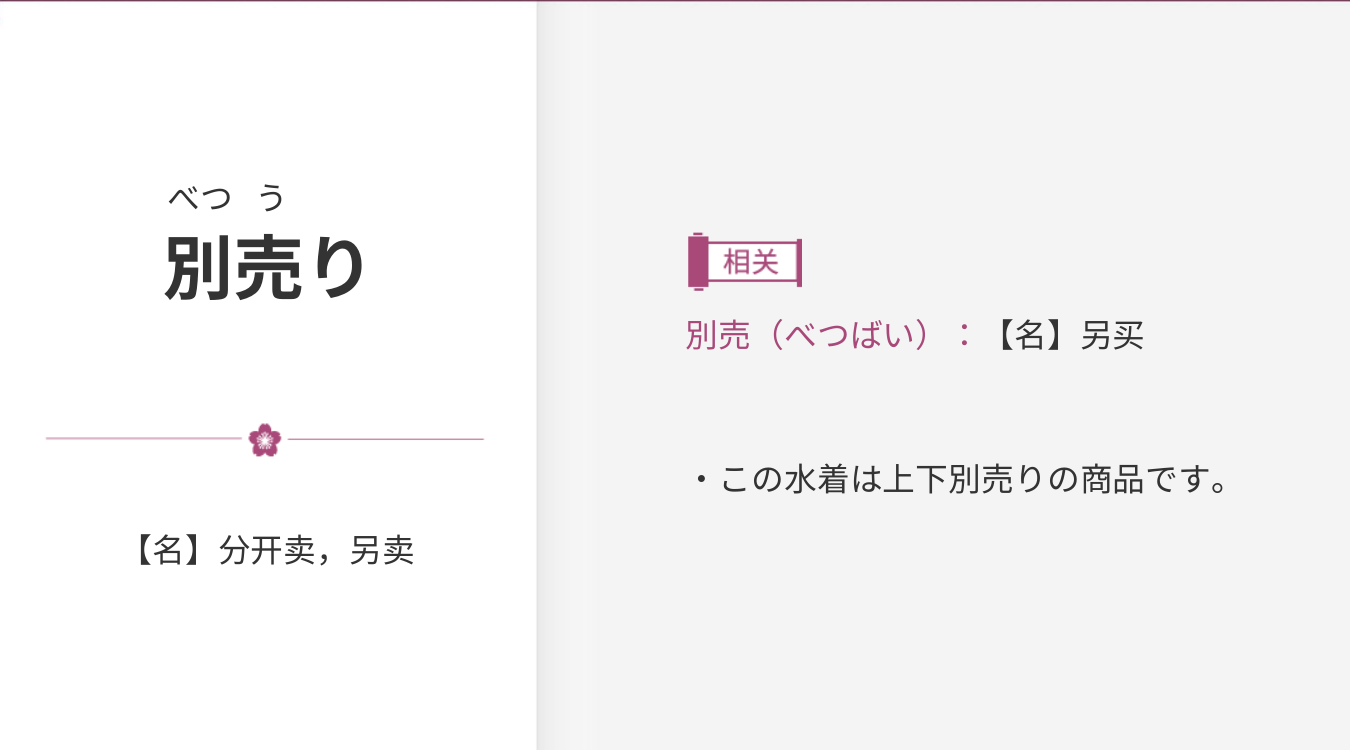 べつ う
別売り
【名】分开卖，另卖
相关
別売（べつばい）：【名】另买
・この水着は上下別売りの商品です。